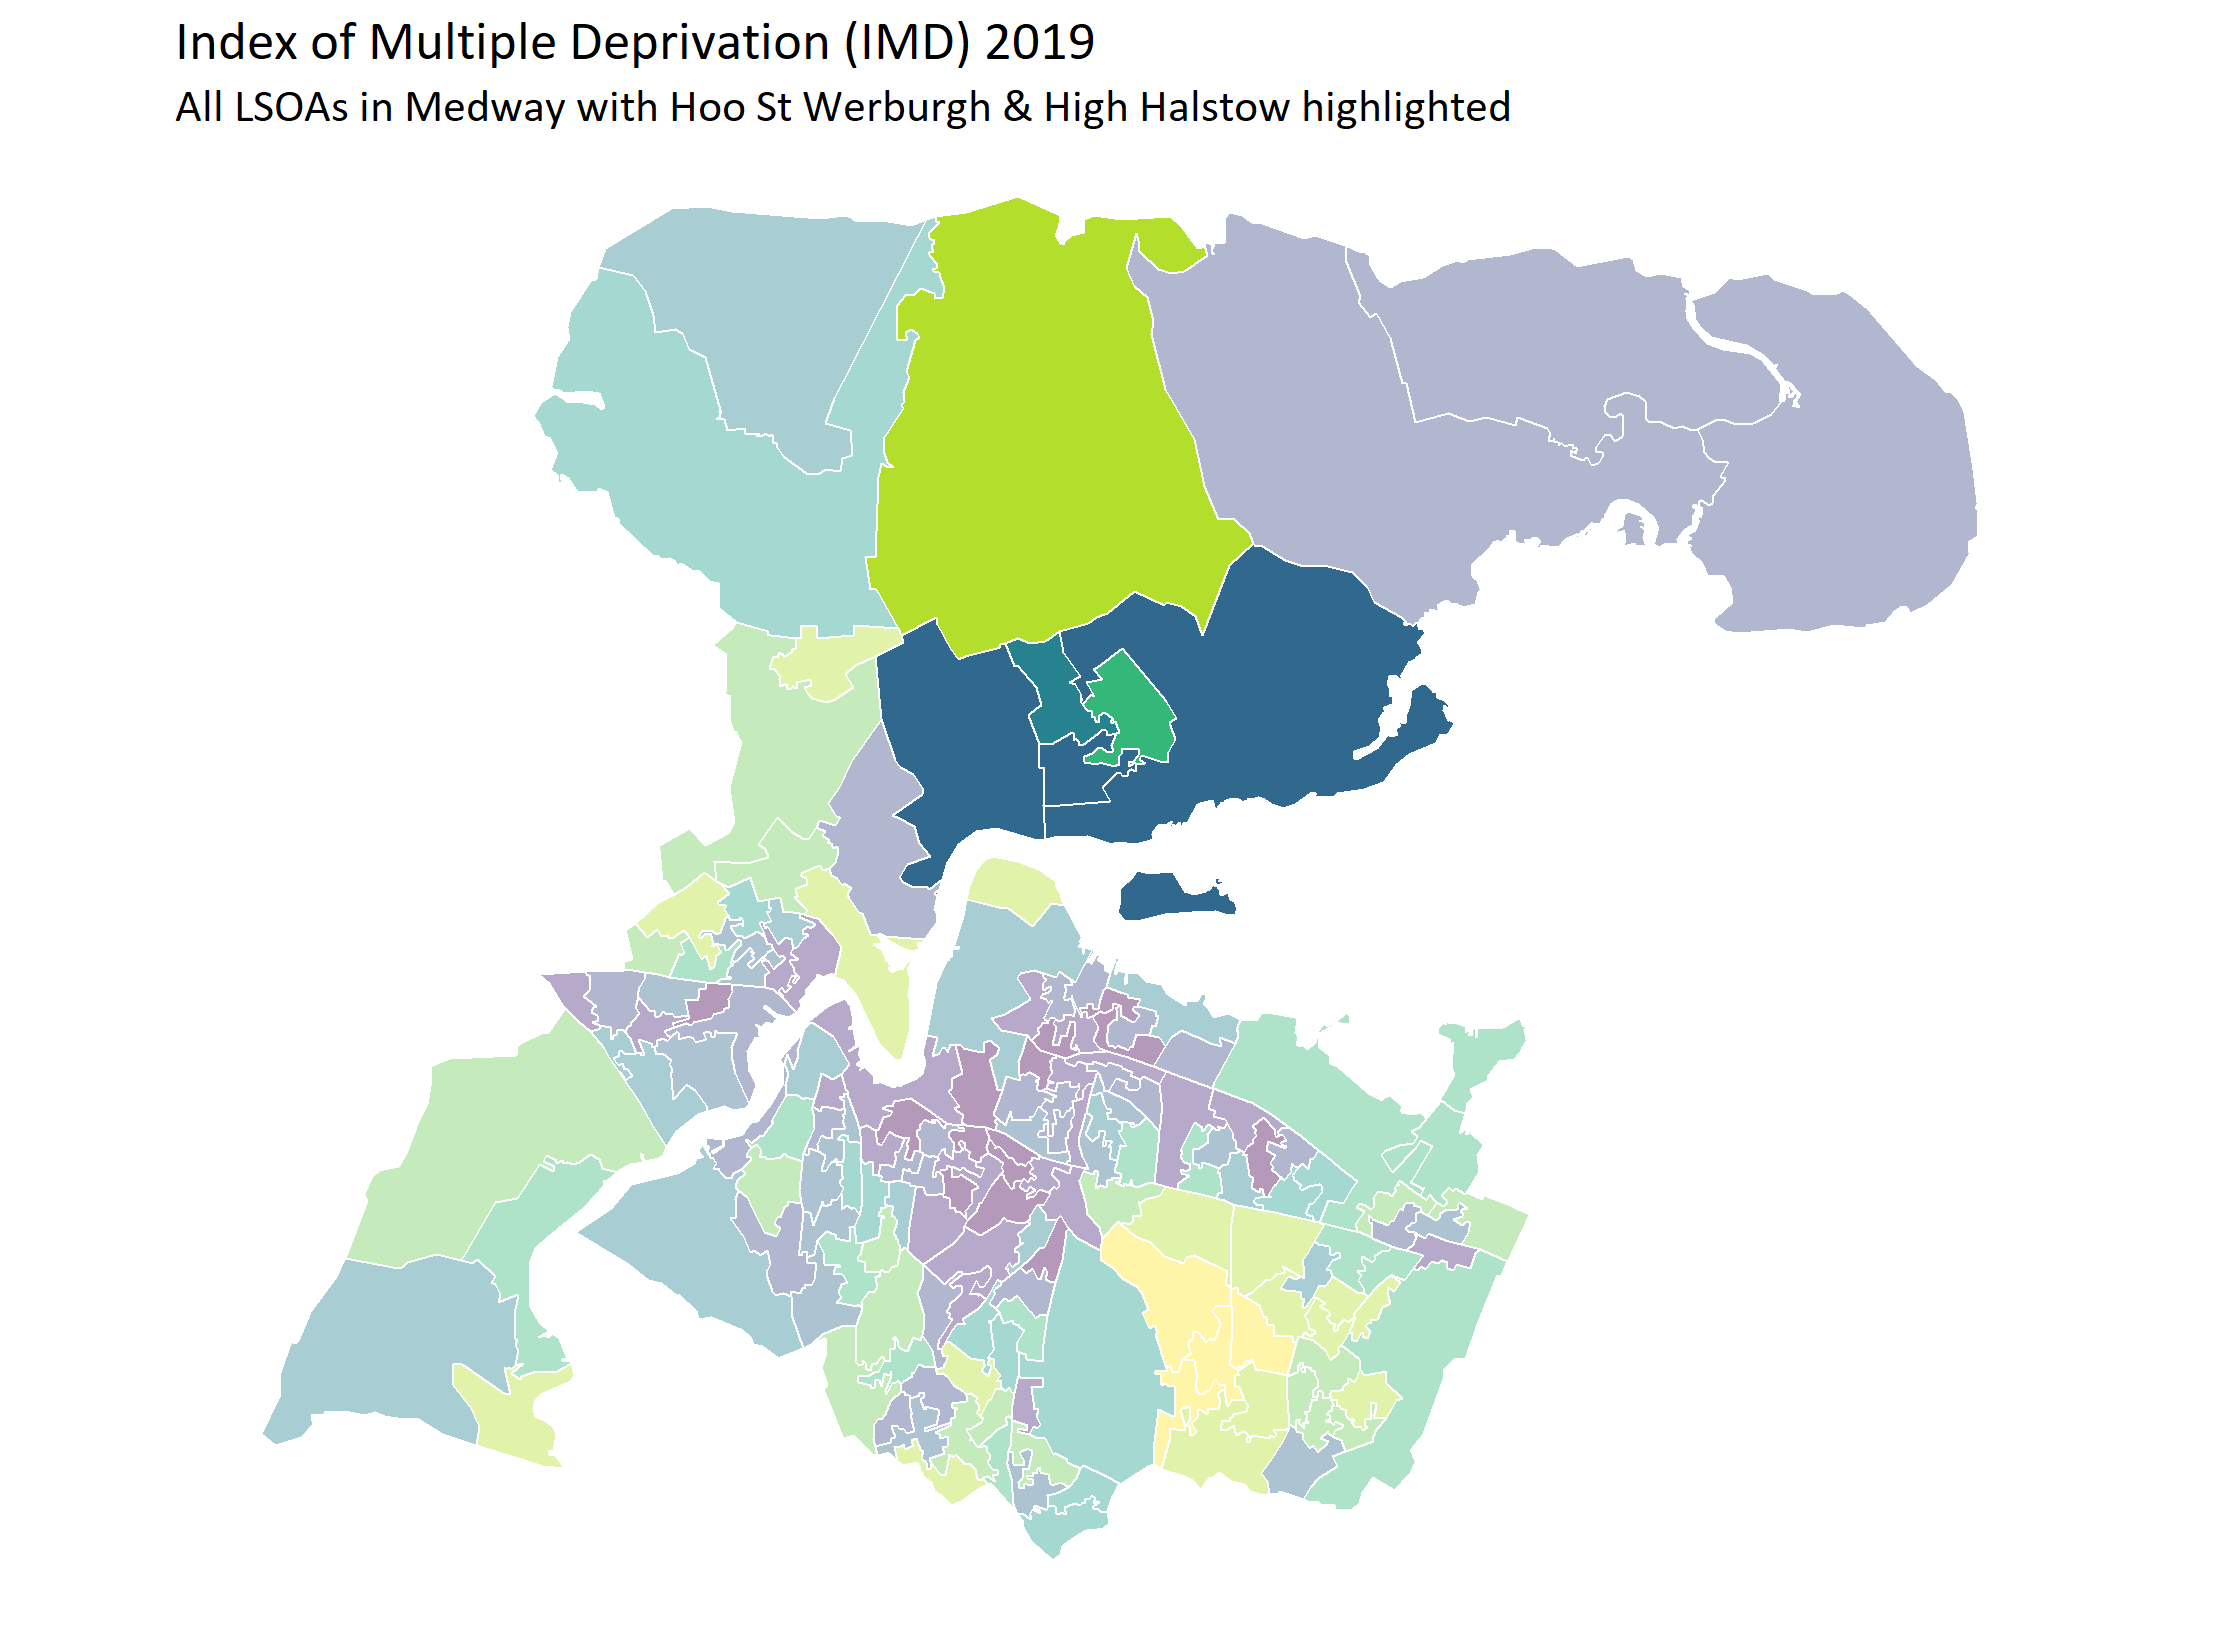 Index of Multiple Deprivation (IMD) 2019
All LSOAs in Medway with Hoo St Werburgh & High Halstow highlighted